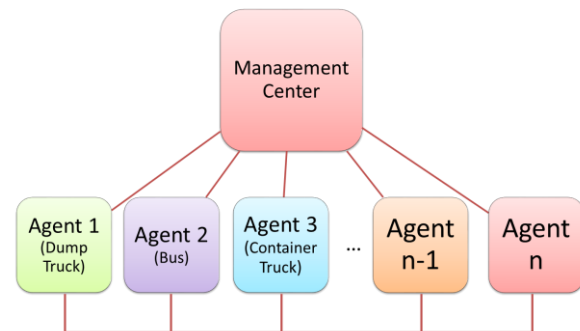 Management
Center
Agent 1
(Dump
Truck)
Agent 2
(Bus)
Agent 3
(Container
Truck)
...
Agent
n-1
Agent
n